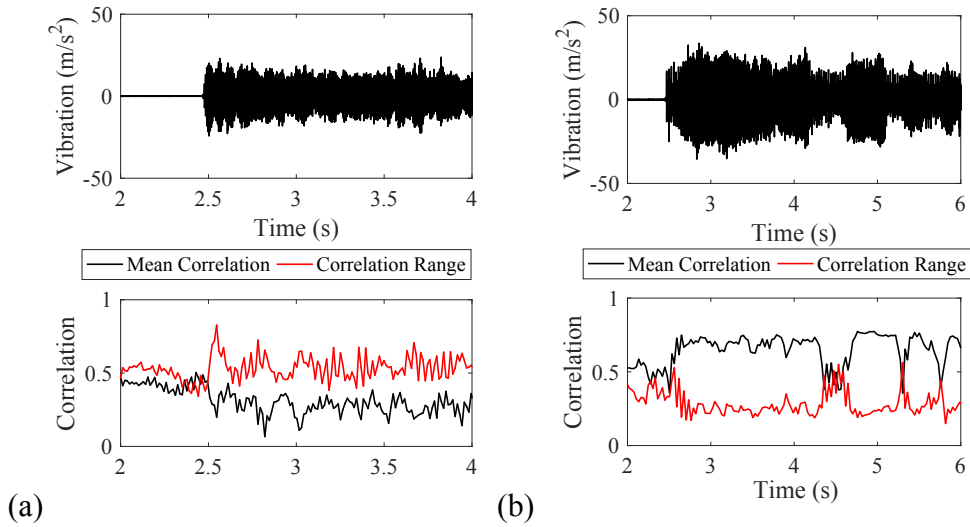 50
0
-50
Vibration (m/s²)
2
2.5
3
3.5
4
Time (s)
Mean Correlation
Correlation Range
1
0.5
0
Correlation
2
2.5
3
3.5
4
(a)
50
0
-50
Vibration (m/s²)
2
3
4
5
6
Time (s)
Mean Correlation
Correlation Range
1
0.5
0
Correlation
2
3
4
5
6
Time (s)
(b)